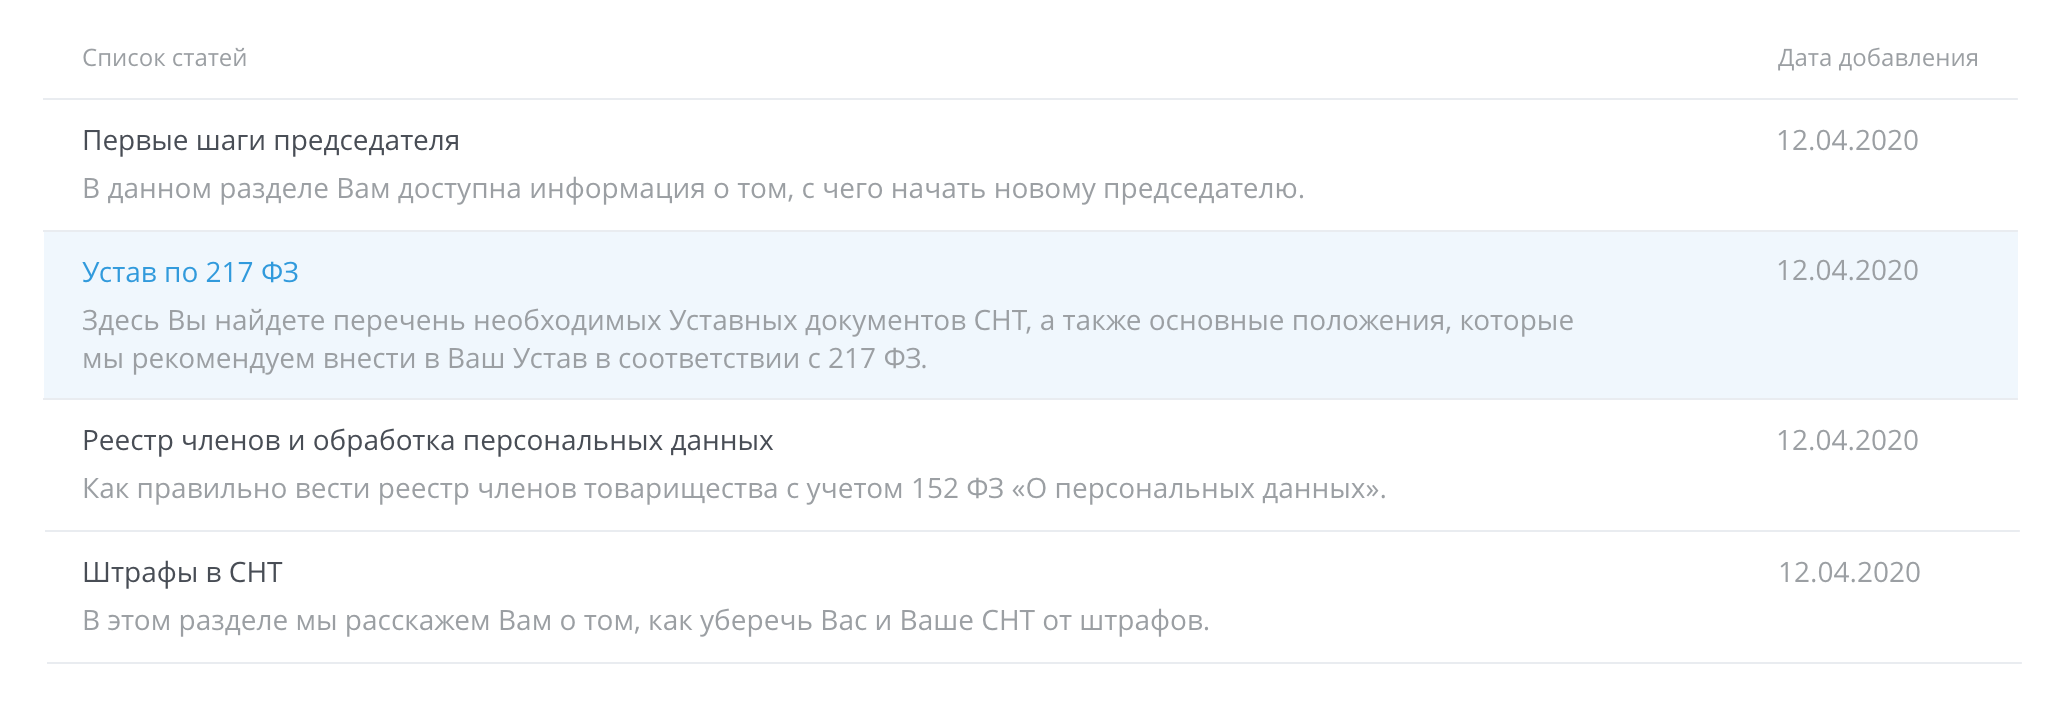 Список статей Дата добавления
Первые шаги председателя 12.04.2020
В данном разделе Вам доступна информация о том, с чего начать новому председателю.
Устав по 217 ФЗ 12.04.2020
Здесь Вы найдете перечень необходимых Уставных документов СНТ, а также основные положения, которые
мы рекомендуем внести в Ваш Устав в соответствии с 217 ФЗ.
Реестр членов и обработка персональных данных 12.04.2020
Как правильно вести реестр членов товарищества с учетом 152 ФЗ «О персональных данных».
Штрафы в СНТ 12.04.2020
В этом разделе мы расскажем Вам о том, как уберечь Вас и Ваше СНТ от штрафов.